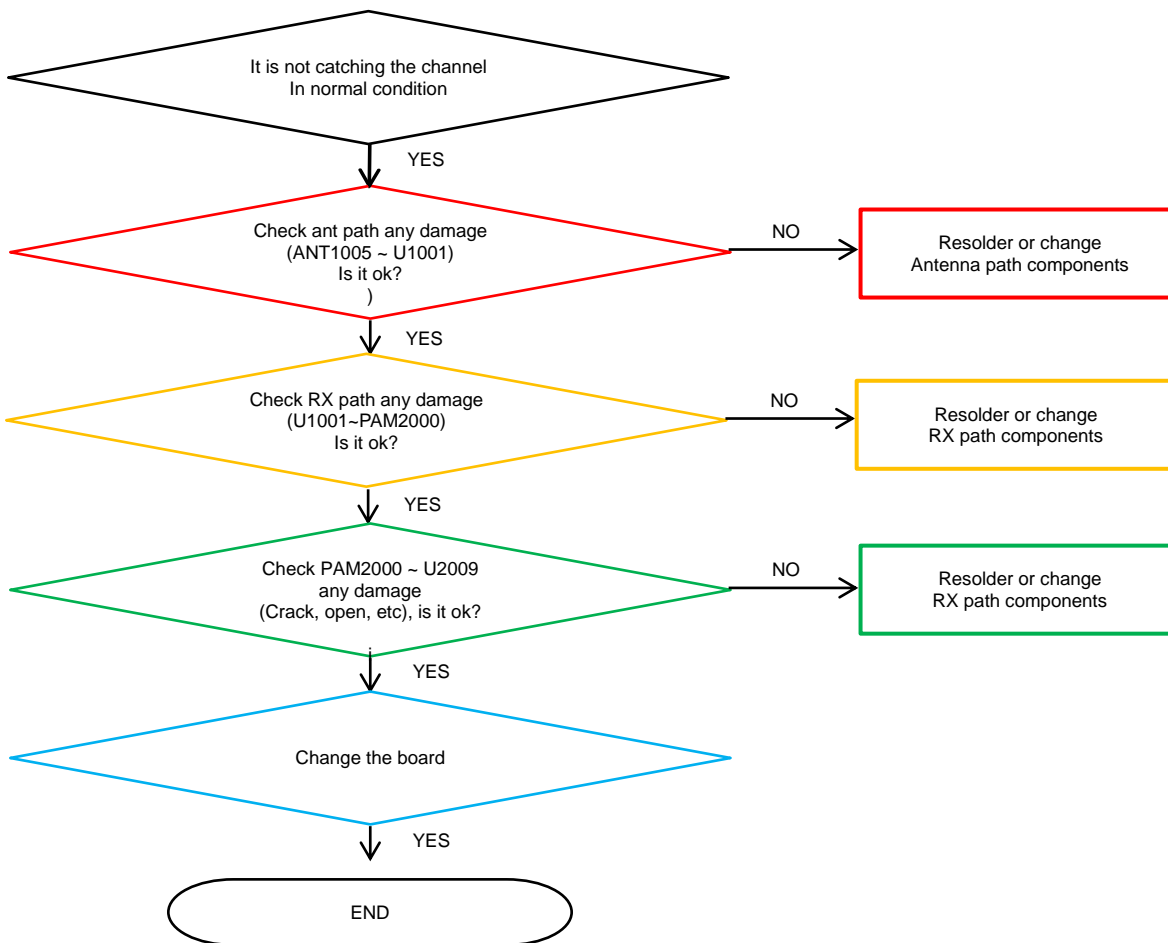 It is not catching the channel
In normal condition
YES
Check ant path any damage
(ANT1005 ~ U1001)
Is it ok?
)
NO
Resolder or change
Antenna path components
YES
Check RX path any damage
(U1001~PAM2000)
Is it ok?
NO
Resolder or change
RX path components
YES
Check PAM2000 ~ U2009
any damage
(Crack, open, etc), is it ok?
;
NO
Resolder or change
RX path components
YES
Change the board
YES
END